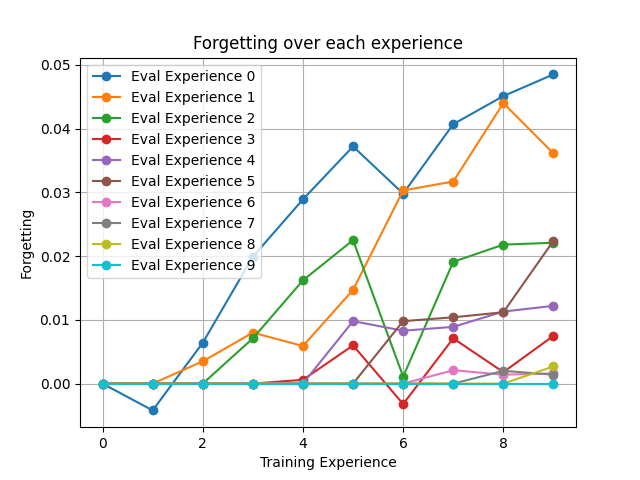 Forgetting over each experience
0.05
0.04
0.03
0.02
0.01
0.00
Forgetting
Eval Experience 0
Eval Experience 1
Eval Experience 2
Eval Experience 3
Eval Experience 4
Eval Experience 5
Eval Experience 6
Eval Experience 7
Eval Experience 8
Eval Experience 9
0 2 4 6 8
Training Experience